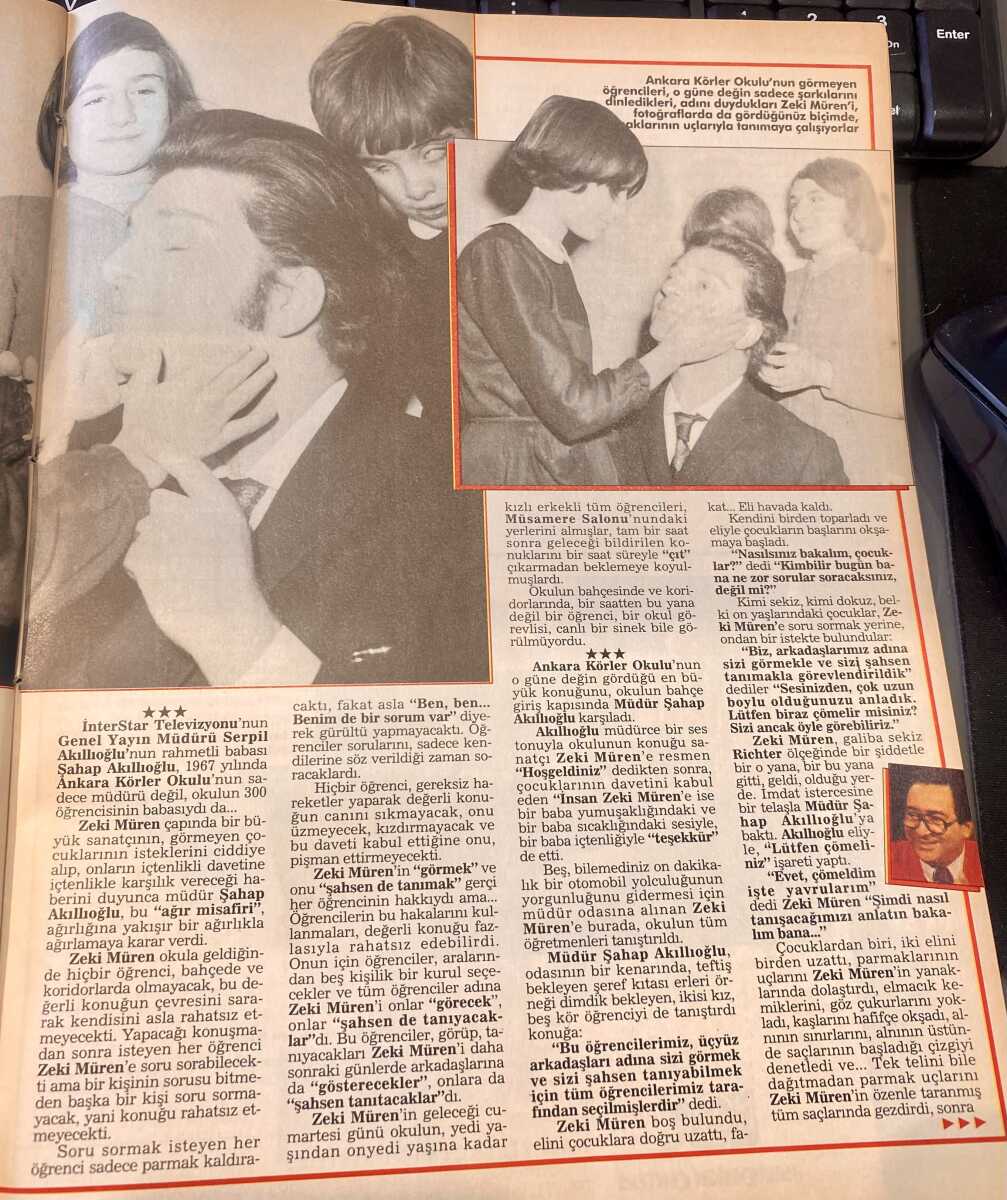 Ankara Körler Okulu'nun görmeyen
öğrencileri, o güne değin sadece şarkılarını
dinledikleri, adını duydukları Zeki Müren'i,
fotoğraflarda da gördüğünüz biçimde,
uçlarıyla tanımaya çalışıyorlar
★★★
İnterStar Televizyonu'nun
Genel Yayın Müdürü Serpil
Akıllıoğlu'nun rahmetli babası
Şahap Akıllıoğlu, 1967 yılında
Ankara Körler Okulu'nun sa-
dece müdürü değil, okulun 300
öğrencisinin babasıydı da...
Zeki Müren çapında bir bü-
yük sanatçının, görmeyen ço-
cuklarının isteklerini ciddiye
alıp, onların içtenlikli davetine
içtenlikle karşılık vereceği ha-
berini duyunca müdür Şahap
Akıllıoğlu, bu "ağır misafiri",
ağırlığına yakışır bir ağırlıkla
ağırlamaya karar verdi.
Zeki Müren okula geldiğin-
de hiçbir öğrenci, bahçede ve
koridorlarda olmayacak, bu de-
ğerli konuğun çevresini sara-
rak kendisini asla rahatsız et-
meyecekti. Yapacağı konuşma-
dan sonra isteyen her öğrenci
Zeki Müren'e soru sorabilecek-
ti ama bir kişinin sorusu bitme-
den başka bir kişi soru sorma-
yacak, yani konuğu rahatsız et-
meyecekti.
Soru sormak isteyen her
öğrenci sadece parmak kaldıra-
caktı, fakat asla "Ben, ben...
Benim de bir sorum var" diye-
rek gürültü yapmayacaktı. Öğ-
renciler sorularını, sadece ken-
dilerine söz verildiği zaman so-
racaklardı.
Hiçbir öğrenci, gereksiz ha-
reketler yaparak değerli konu-
ğun canını sıkmayacak, onu
üzmeyecek, kızdırmayacak ve
bu daveti kabul ettiğine onu,
pişman ettirmeyecekti.
Zeki Müren'in "görmek" ve
onu "şahsen de tanımak" gerçi
her öğrencinin hakkıydı ama...
Öğrencilerin bu hakalarını kul-
lanmaları, değerli konuğu faz-
lasıyla rahatsız edebilirdi.
Onun için öğrenciler, araların-
dan beş kişilik bir kurul seçe-
cekler ve tüm öğrenciler adına
Zeki Müren'i onlar "görecek",
onlar "şahsen de tanıyacak-
lar"dı. Bu öğrenciler, görüp, ta-
nıyacakları Zeki Müren'i daha
sonraki günlerde arkadaşlarına
da "gösterecekler", onlara da
"şahsen tanıtacaklar"dı.
Zeki Müren'in geleceği cu-
martesi günü okulun, yedi ya-
şından onyedi yaşına kadar
kızlı erkekli tüm öğrencileri,
Müsamere Salonu'nundaki
yerlerini almışlar, tam bir saat
sonra geleceği bildirilen ko-
nuklarını bir saat süreyle "çıt"
çıkarmadan beklemeye koyul-
muşlardı.
Okulun bahçesinde ve kori-
dorlarında, bir saatten bu yana
değil bir öğrenci, bir okul gö-
revlisi, canlı bir sinek bile gö-
rülmüyordu.
★★★
Ankara Körler Okulu'nun
o güne değin gördüğü en bü-
yük konuğunu, okulun bahçe
giriş kapısında Müdür Şahap
Akıllıoğlu karşıladı.
Akıllıoğlu müdürce bir ses
tonuyla okulunun konuğu sa-
natçı Zeki Müren'e resmen
"Hoşgeldiniz" dedikten sonra,
çocuklarının davetini kabul
eden "İnsan Zeki Müren'e ise
bir baba yumuşaklığındaki ve
bir baba sıcaklığındaki sesiyle,
bir baba içtenliğiyle "teşekkür"
de etti.
Beş, bilemediniz on dakika-
lık bir otomobil yolculuğunun
yorgunluğunu gidermesi için
müdür odasına alınan Zeki
Müren'e burada, okulun tüm
öğretmenleri tanıştırıldı.
Müdür Şahap Akıllıoğlu,
odasının bir kenarında, teftiş
bekleyen şeref kıtası erleri ör-
neği dimdik bekleyen, ikisi kız,
beş kör öğrenciyi de tanıştırdı
konuğa:
"Bu öğrencilerimiz, üçyüz
arkadaşları adına sizi görmek
ve sizi şahsen tanıyabilmek
için tüm öğrencilerimiz tara-
fından seçilmişlerdir" dedi.
Zeki Müren boş bulundu,
elini çocuklara doğru uzattı, fa-
kat... Eli havada kaldı.
Kendini birden toparladı ve
eliyle çocukların başlarını okşa-
maya başladı.
"Nasılsınız bakalım, çocuk-
lar?" dedi "Kimbilir bugün ba-
na ne zor sorular soracaksınız,
değil mi?"
Kimi sekiz, kimi dokuz, bel-
ki on yaşlarındaki çocuklar, Ze-
ki Müren'e soru sormak yerine,
ondan bir istekte bulundular:
"Biz, arkadaşlarımız adına
sizi görmekle ve sizi şahsen
tanımakla görevlendirildik"
dediler "Sesinizden, çok uzun
boylu olduğunuzu anladık.
Lütfen biraz çömelir misiniz?
Sizi ancak öyle görebiliriz."
Zeki Müren, galiba sekiz
Richter ölçeğinde bir şiddetle
bir o yana, bir bu yana
gitti, geldi, olduğu yer-
de. İmdat istercesine
bir telaşla Müdür Şa-
hap Akıllıoğlu'ya
baktı. Akıllıoğlu eliy-
le, "Lütfen çömeli-
niz" işareti yaptı.
"Evet, çömeldim
işte yavrularım"
dedi Zeki Müren "Şimdi nasıl
tanışacağımızı anlatın baka-
lım bana..."
Çocuklardan biri, iki elini
birden uzattı, parmaklarının
uçlarını Zeki Müren'in yanak-
larında dolaştırdı, elmacık ke-
miklerini, göz çukurlarını yok-
ladı, kaşlarını hafifçe okşadı, al-
nının sınırlarını, alnının üstün-
de saçlarının başladığı çizgiyi
denetledi ve... Tek telini bile
dağıtmadan parmak uçlarını
Zeki Müren'in özenle taranmış
tüm saçlarında gezdirdi, sonra
Enter
1
2
3